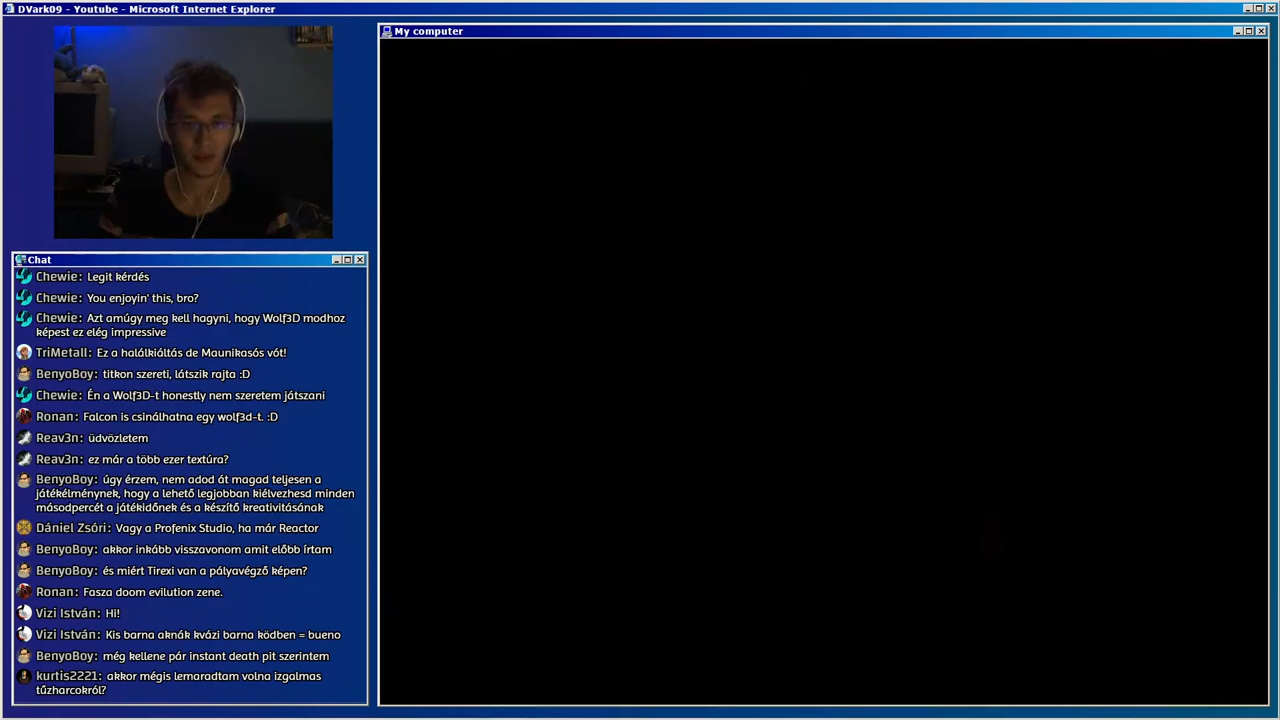 DVark09 - Youtube - Microsoft Internet Explorer
My computer
Chat
Chewie: Legit kérdés
Chewie: You enjoyin' this, bro?
Chewie: Azt amúgy meg kell hagyni, hogy Wolf3D modhoz
képest ez elég impressive
TriMetall: Ez a halálkiáltás de Maunikasós vót!
BenyoBoy: titkon szereti, látszik rajta :D
Chewie: Én a Wolf3D-t honestly nem szeretem játszani
Ronan: Falcon is csinálhatna egy wolf3d-t. :D
Reav3n: üdvözletem
Reav3n: ez már a több ezer textúra?
BenyoBoy: úgy érzem, nem adod át magad teljesen a
játékélménynek, hogy a lehető legjobban kiélvezhesd minden
másodpercét a játékidőnek és a készítő kreativitásának
Dániel Zsóri: Vagy a Profenix Studio, ha már Reactor
BenyoBoy: akkor inkább visszavonom amit előbb írtam
BenyoBoy: és miért Tirexi van a pályavégző képen?
Ronan: Fasza doom evilution zene.
Vizi István: Hi!
Vizi István: Kis barna aknák kvázi barna ködben = bueno
BenyoBoy: még kellene pár instant death pit szerintem
kurtis2221: akkor mégis lemaradtam volna izgalmas
tűzharcokról?